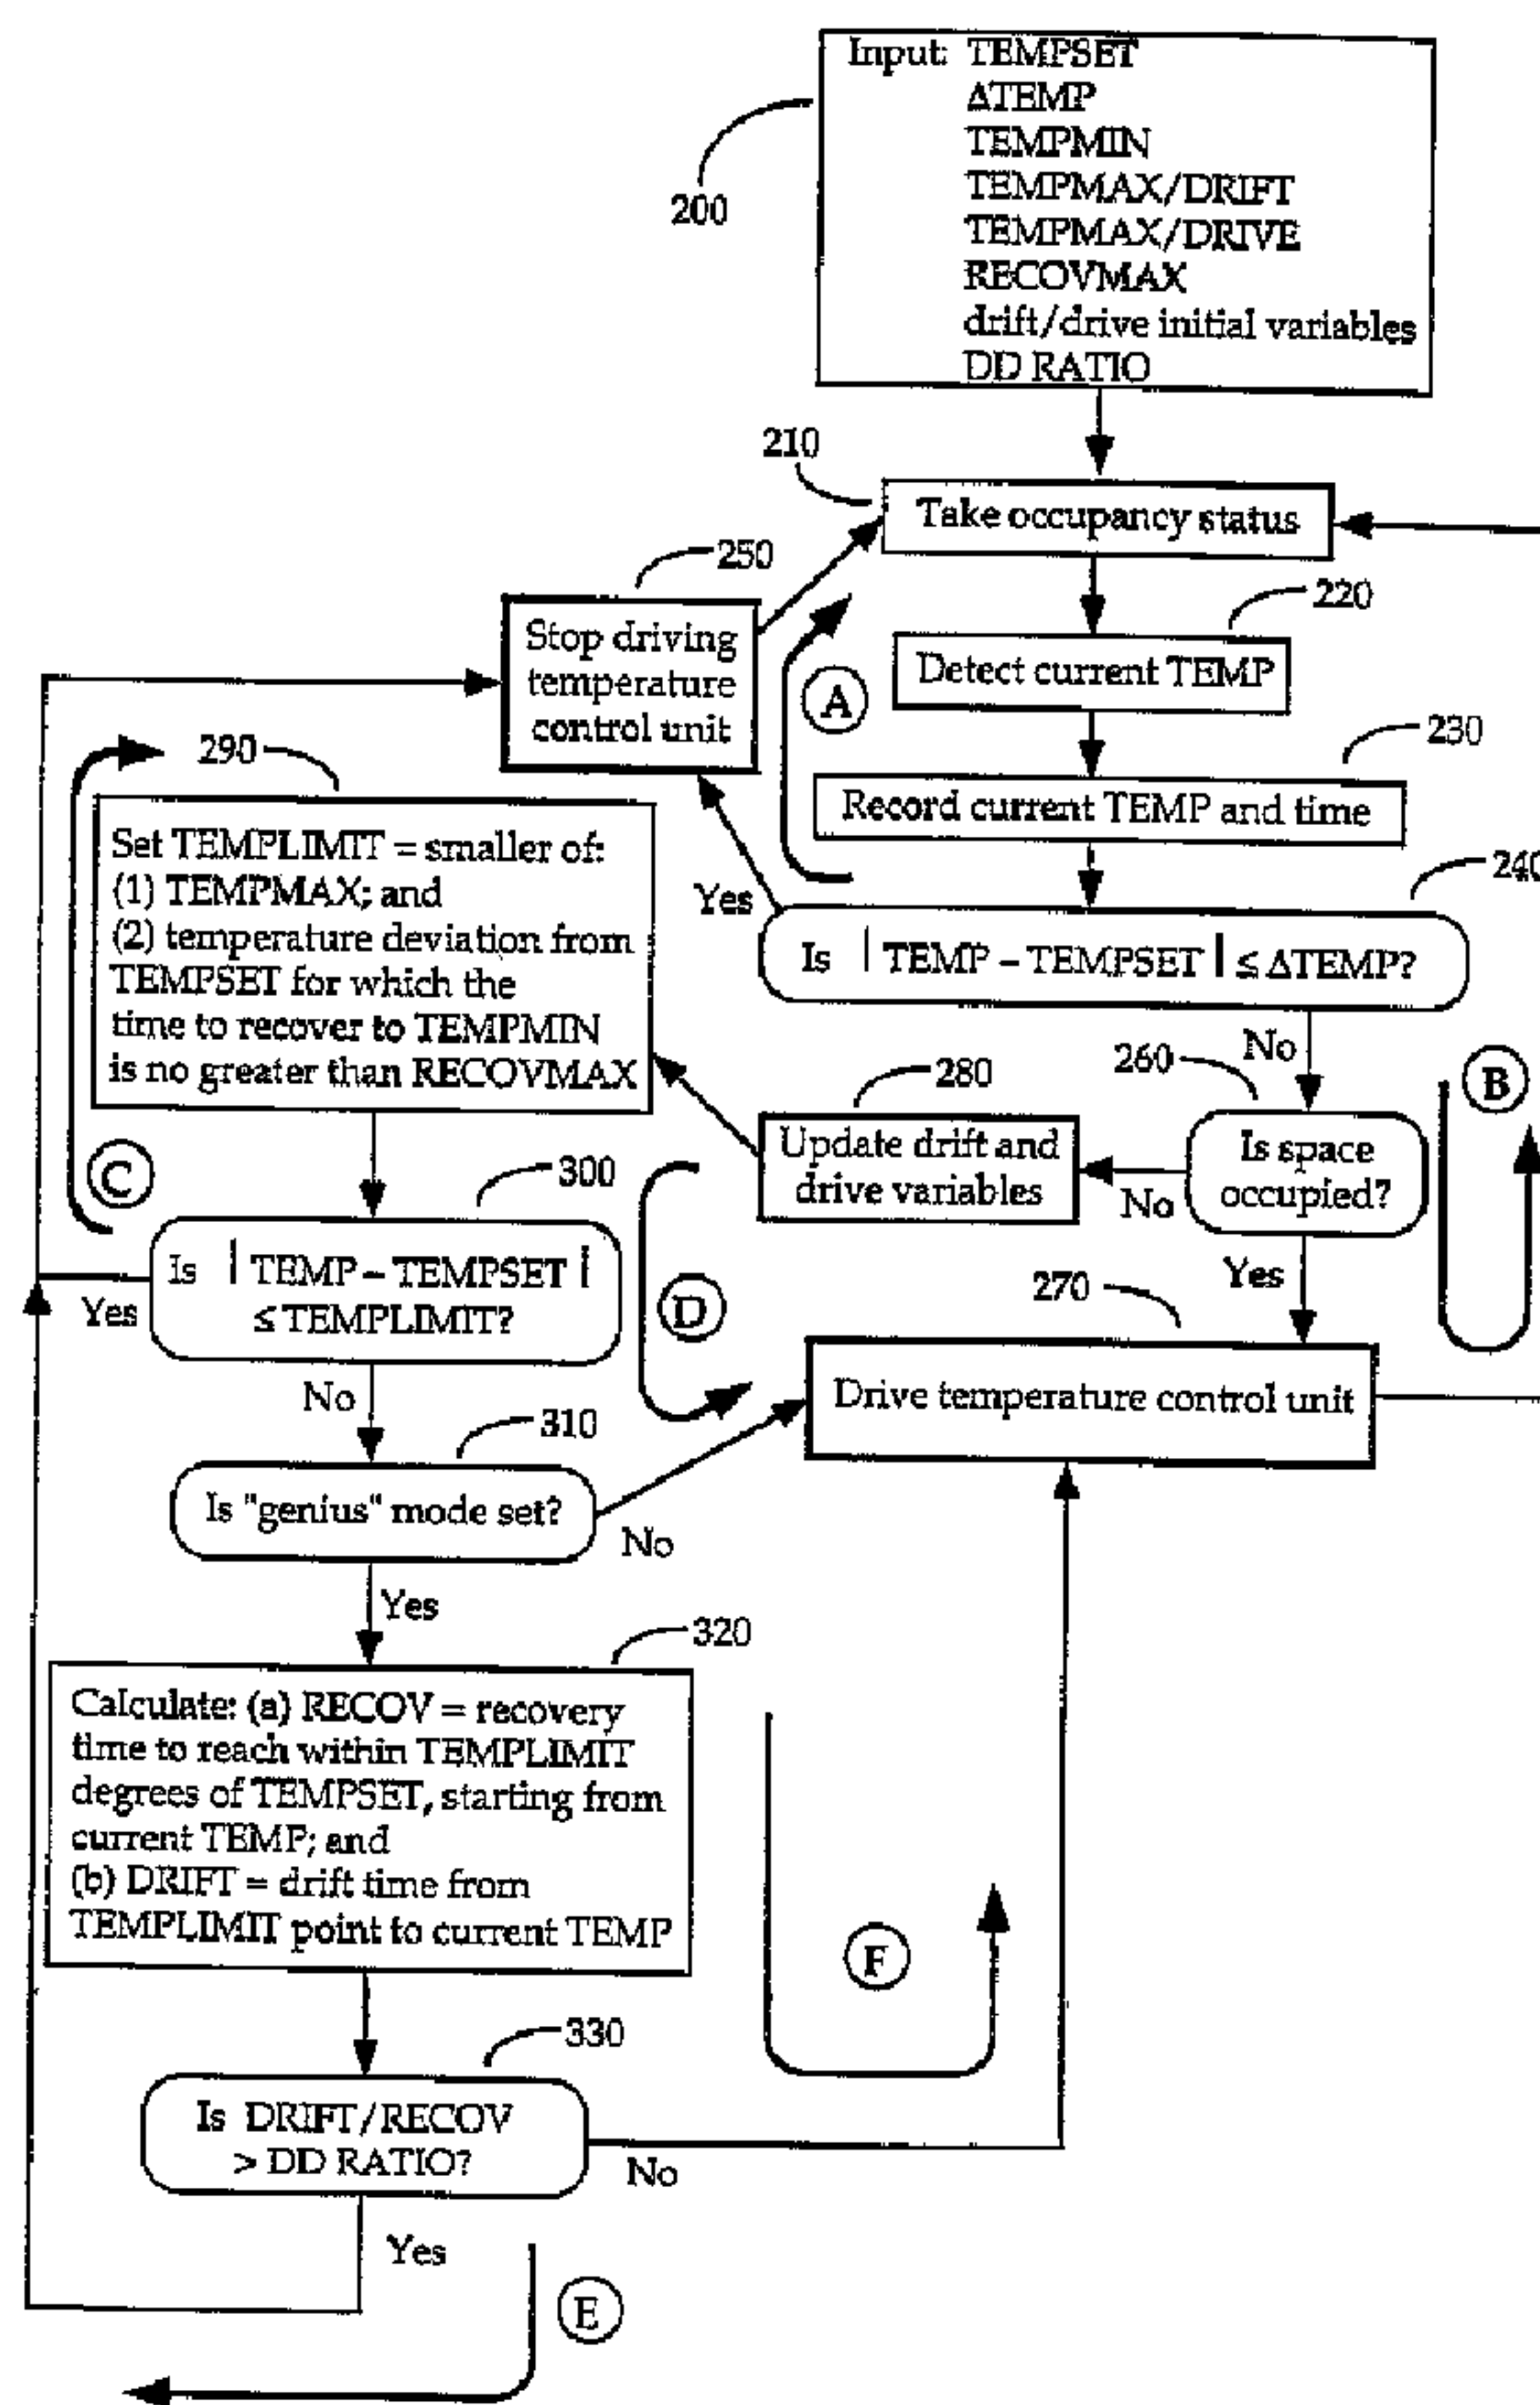 Input: TEMPSET
ΔTEMP
TEMPMIN
TEMPMAX/DRIFT
TEMPMAX/DRIVE
RECOVMAX
drift/drive initial variables
DD RATIO
200
210
Take occupancy status
250
Stop driving
temperature
control unit
220
Detect current TEMP
A
230
Record current TEMP and time
290
Set TEMPLIMIT = smaller of:
(1) TEMPMAX; and
(2) temperature deviation from
TEMPSET for which the
time to recover to TEMPMIN
is no greater than RECOVMAX
240
Yes
Is | TEMP – TEMPSET | ≤ ΔTEMP?
No
260
280
B
Update drift and
drive variables
Is space
occupied?
No
C
300
Yes
Is | TEMP – TEMPSET |
≤ TEMPLIMIT?
Yes
D
270
Drive temperature control unit
No
310
Is "genius" mode set?
No
Yes
320
Calculate: (a) RECOV = recovery
time to reach within TEMPLIMIT
degrees of TEMPSET, starting from
current TEMP; and
(b) DRIFT = drift time from
TEMPLIMIT point to current TEMP
F
330
Is DRIFT/RECOV
> DD RATIO?
No
Yes
E